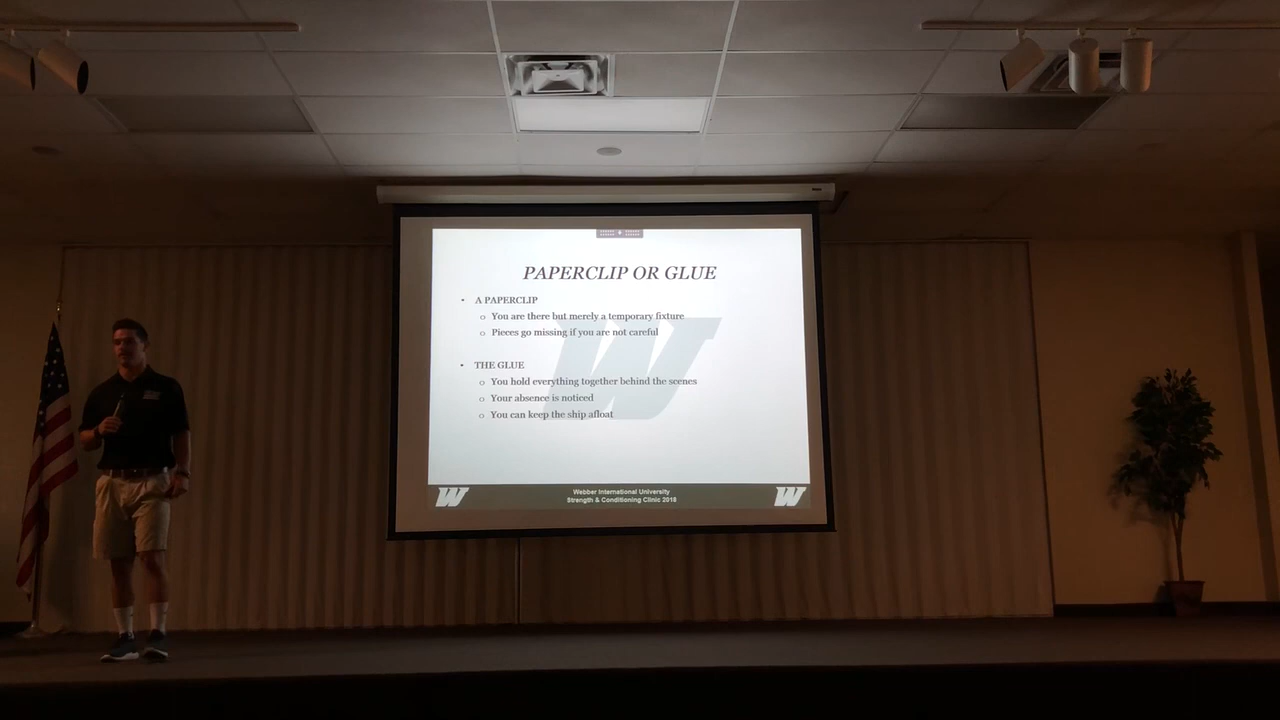 PAPERCLIP OR GLUE
• A PAPERCLIP
o You are there but merely a temporary fixture
o Pieces go missing if you are not careful
• THE GLUE
o You hold everything together behind the scenes
o Your absence is noticed
o You can keep the ship afloat
W
W
Webber International University
Strength & Conditioning Clinic 2018
W